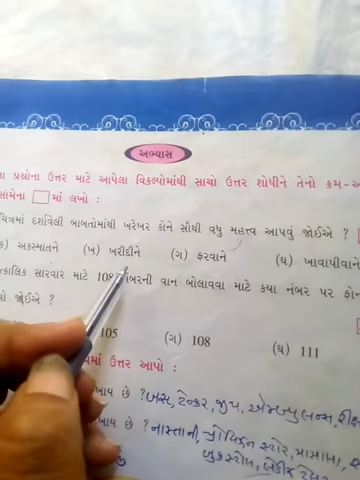 અભ્યાસ
ના પ્રશ્નોના ઉત્તર માટે આપેલા વિકલ્પોમાંથી સાચો ઉત્તર શોધીને તેનો ક્રમ-અ
સામેના માં લખો :
ચિત્રમાં દર્શાવેલી બાબતોમાંથી ખરેખર કોને સૌથી વધુ મહત્ત્વ આપવું જોઈએ ?
ક) અકસ્માતને (ખ) ખરીદીને (ગ) ફરવાને (ઘ) ખાવાપીવાને
ત્કાલિક સારવાર માટે 108 નંબરની વાન બોલાવવા માટે કયા નંબર પર ફોન
વો જોઈએ ?
105 (ગ) 108 (ઘ) 111
માં ઉત્તર આપો :
ખાય છે ? બસ, ટેન્કર, જીપ, એમ્બ્યુલન્સ, રીક્ષ
ખાય છે ? નાસ્તાની, પ્રોવિઝન સ્ટોર,
બુકસ્ટોલ,